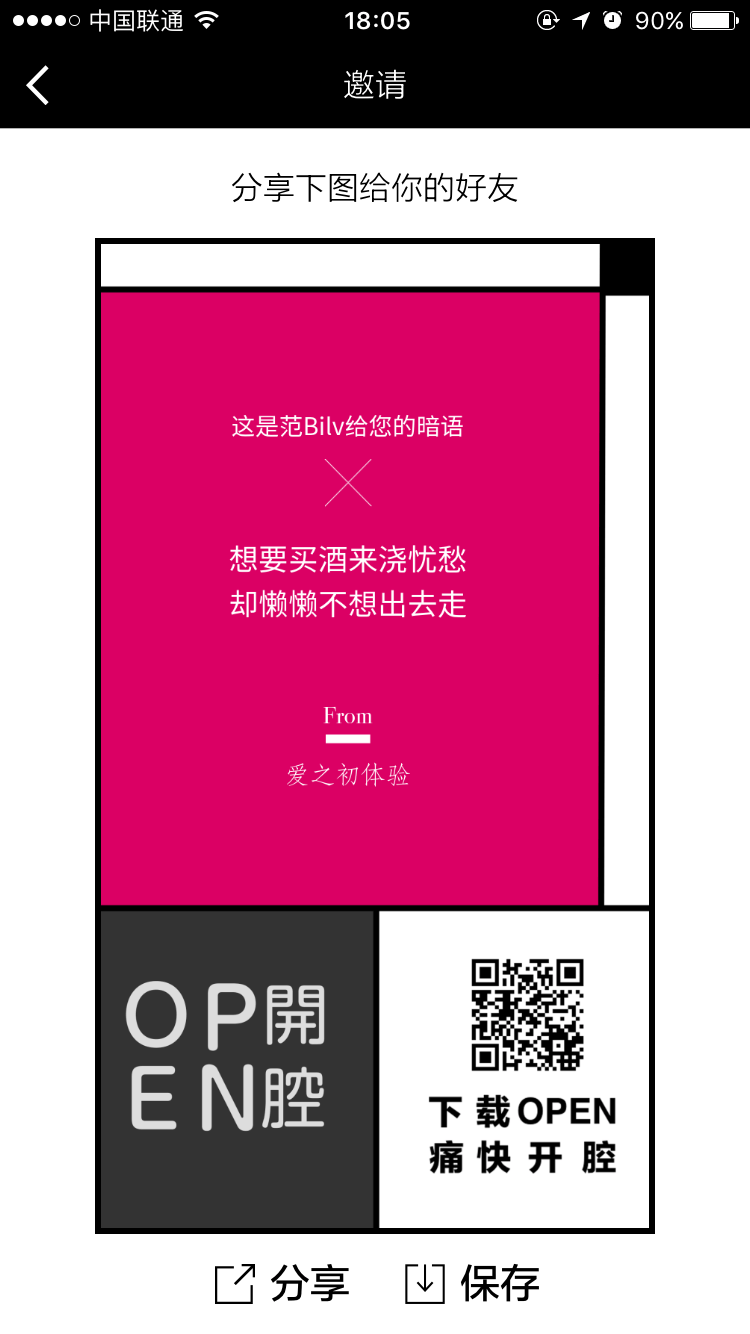 中国联通 18:05 90%
邀请
分享下图给你的好友
这是范Bilv给您的暗语
想要买酒来浇忧愁
却懒懒不想出去走
From
爱之初体验
OP開
EN腔
下载OPEN
痛快开腔
分享 保存